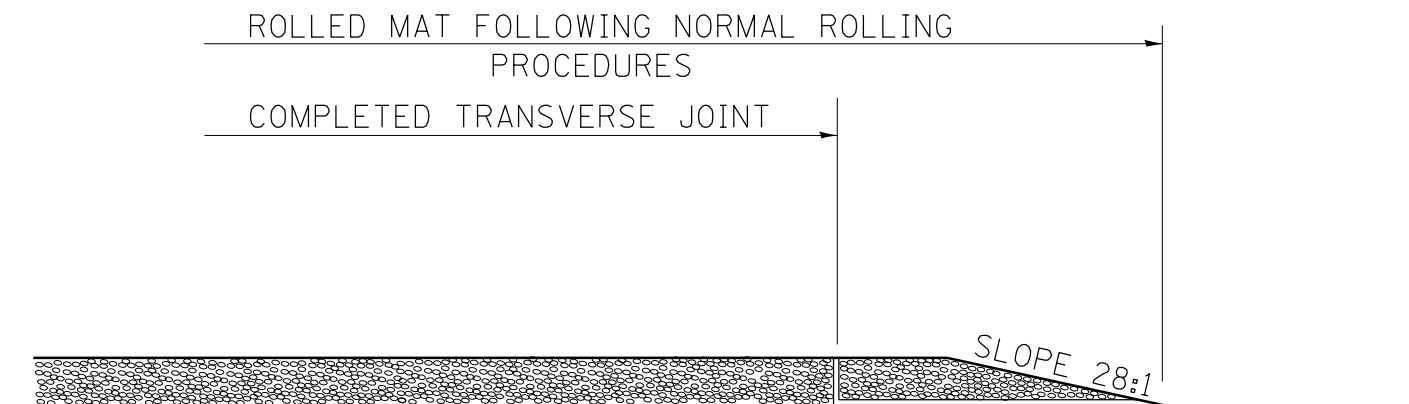 ROLLED MAT FOLLOWING NORMAL ROLLING
PROCEDURES
COMPLETED TRANSVERSE JOINT
SLOPE 28:1